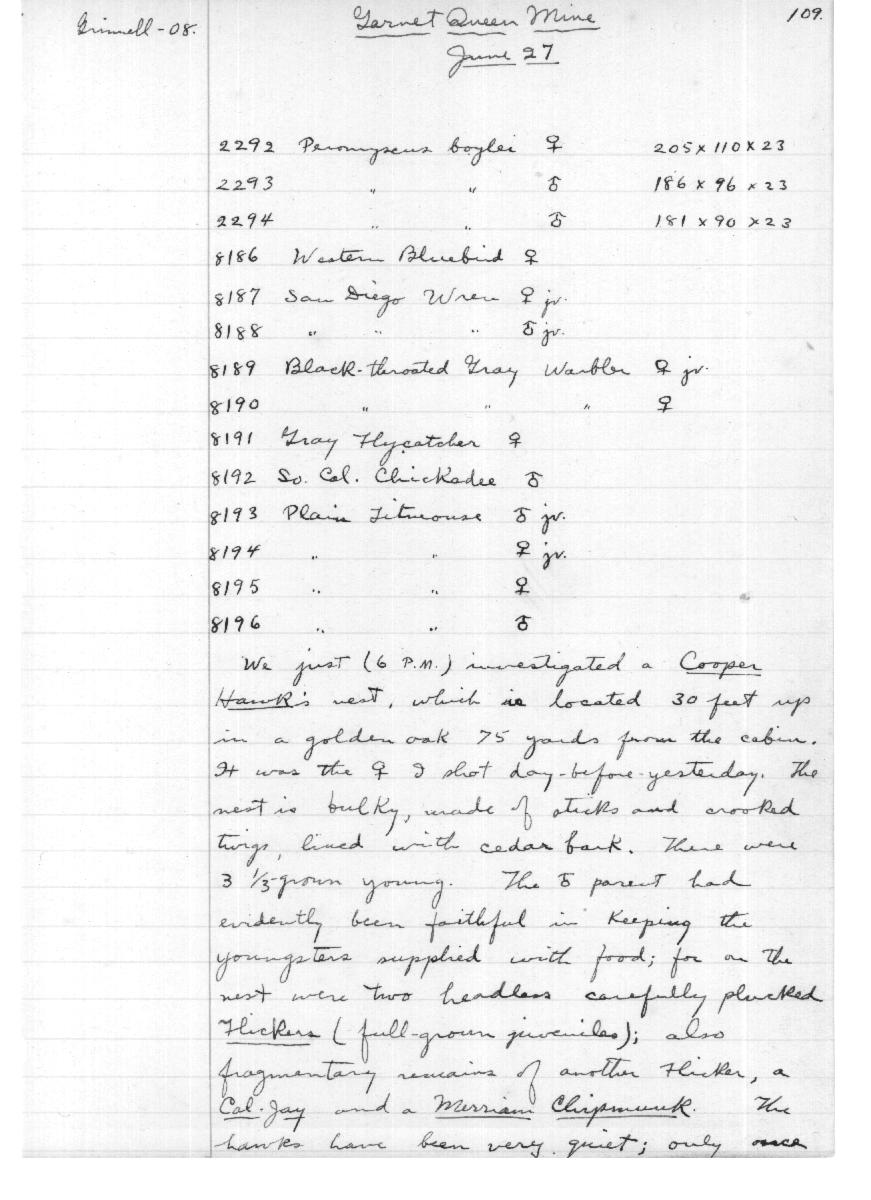 Grinnell - 08.
Garnet Queen Mine
109.
June 27
2292 Peromyscus boylei ♀ 205 x 110 x 23
2293 " " ♂ 186 x 96 x 23
2294 " " ♂ 181 x 90 x 23
8186 Western Bluebird ♀
8187 San Diego Wren ♀ jv.
8188 " " " ♂ jv.
8189 Black-throated Gray Warbler ♀ jv.
8190 " " " ♀
8191 Gray Flycatcher ♀
8192 So. Cal. Chickadee ♂
8193 Plain Titmouse ♂ jv.
8194 " " ♀ jv.
8195 " " ♀
8196 " " ♂
We just (6 P.M.) investigated a Cooper
Hawk's nest, which is located 30 feet up
in a golden oak 75 yards from the cabin.
It was the ♀ I shot day-before-yesterday. The
nest is bulky, made of sticks and crooked
twigs, lined with cedar bark. There were
3 1/3-grown young. The ♂ parent had
evidently been faithful in keeping the
youngsters supplied with food; for on the
nest were two headless carefully plucked
Flickers (full-grown juveniles); also
fragmentary remains of another Flicker, a
Cal. Jay and a Merriam Chipmunk. The
hawks have been very quiet; only once